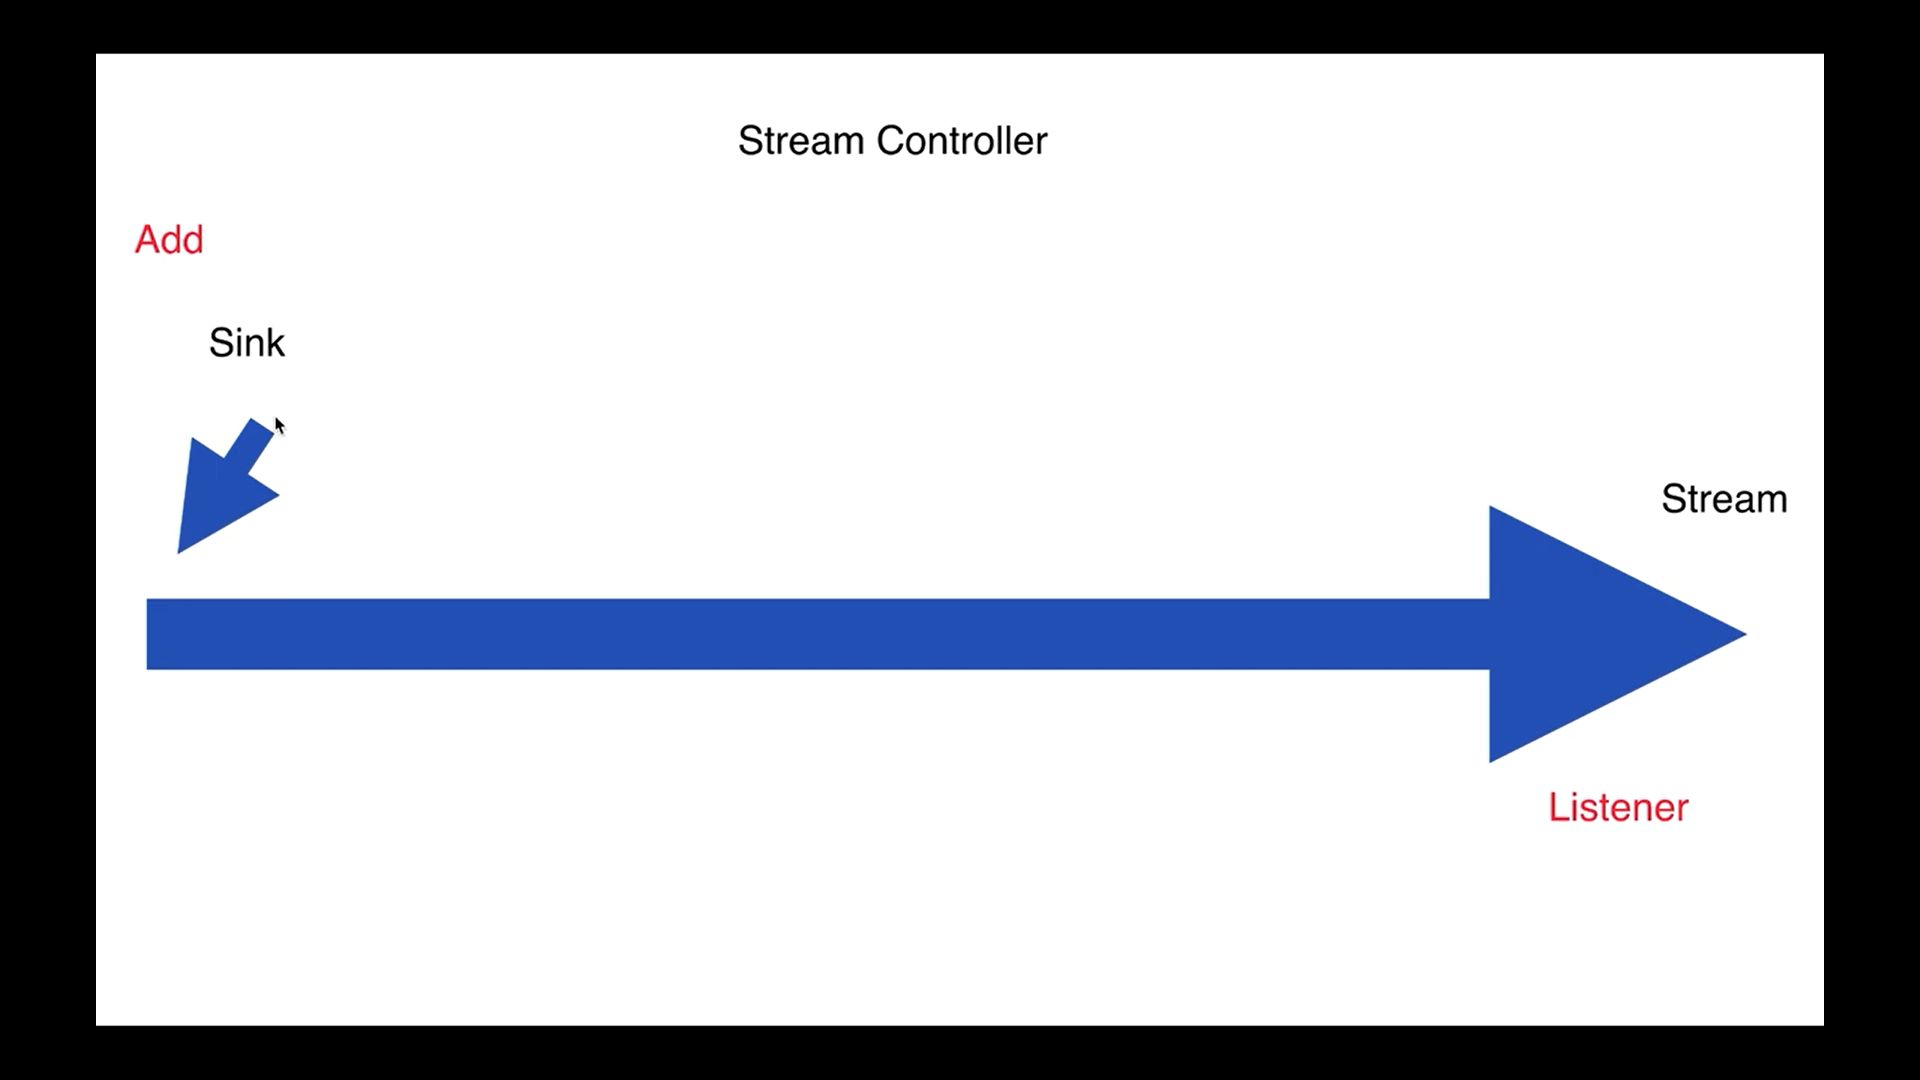 Stream Controller
Add
Sink
Stream
Listener